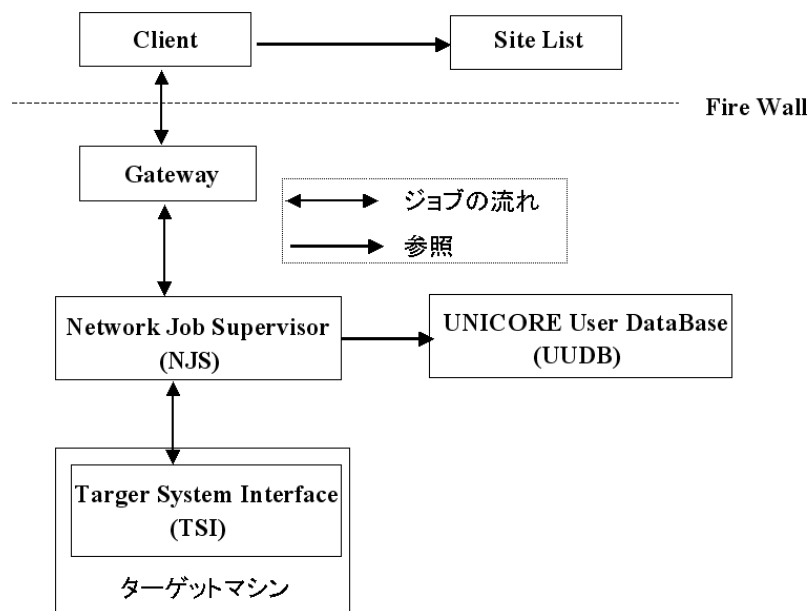 Client
Site List
Fire Wall
Gateway
ジョブの流れ
参照
Network Job Supervisor
(NJS)
UNICORE User DataBase
(UUDB)
Targer System Interface
(TSI)
ターゲットマシン